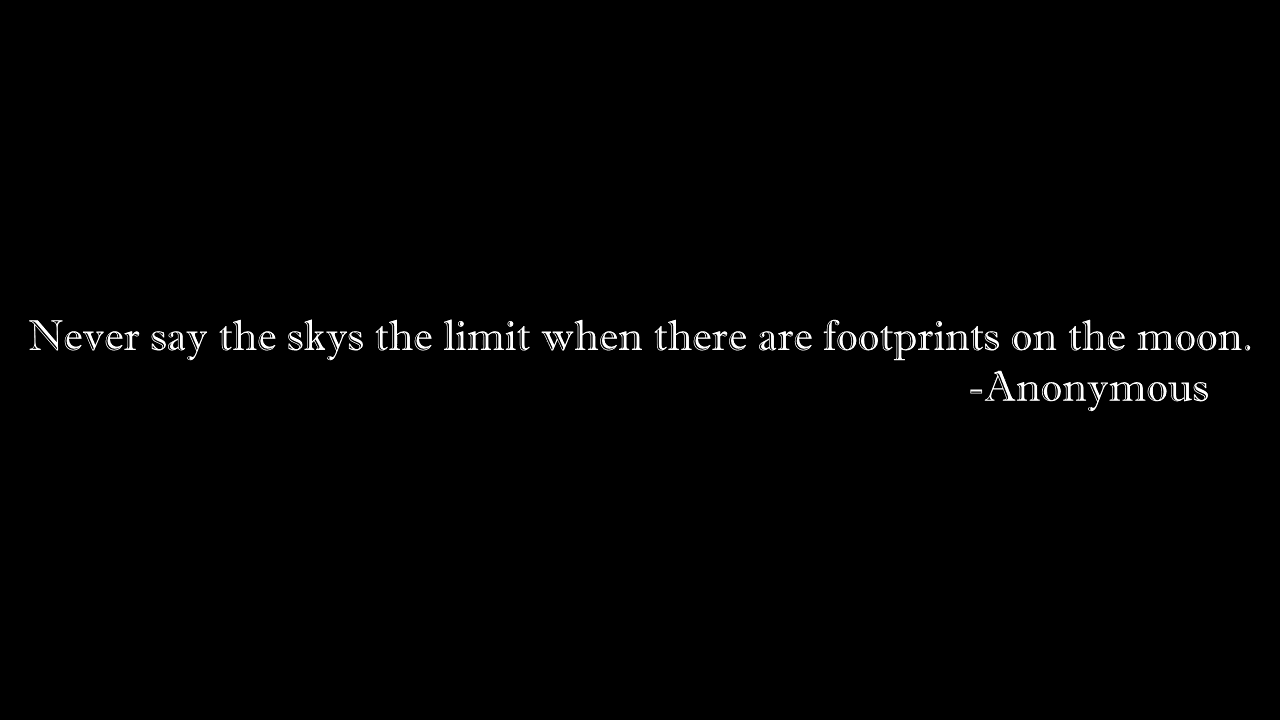 Never say the skys the limit when there are footprints on the moon.
-Anonymous